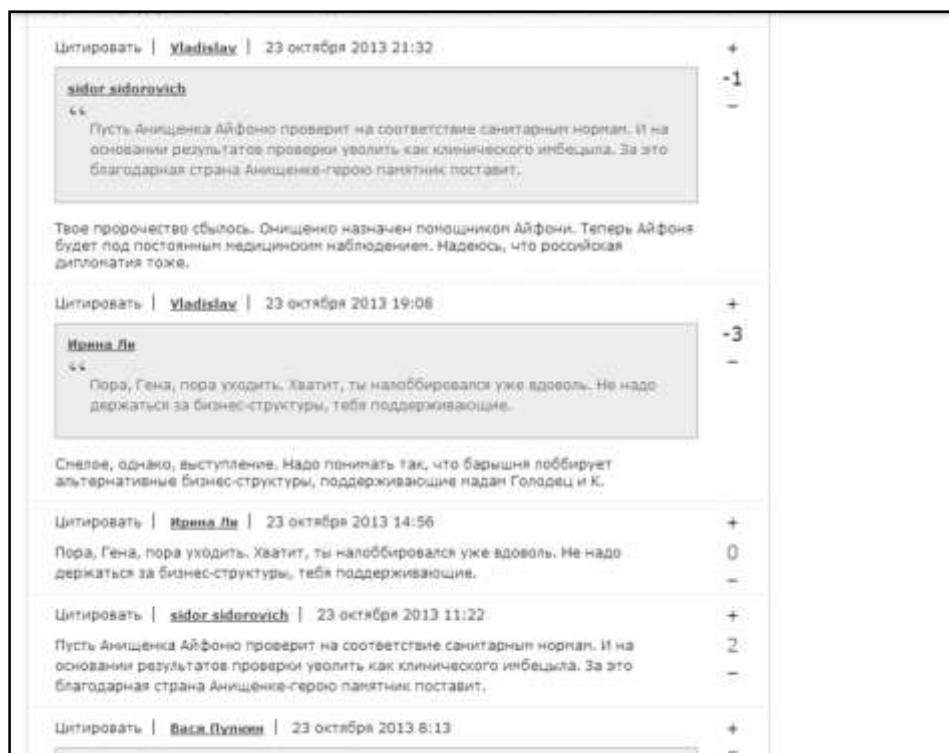 Цитировать | Vladislav | 23 октября 2013 21:32
+
-1
–
sidor sidorovich
“
Пусть Анищенка Айфоню проверит на соответствие санитарным нормам. И на
основании результатов проверки уволить как клинического имбецыла. За это
благодарная страна Анищенке-герою памятник поставит.
Твое пророчество сбылось. Онищенко назначен помощником Айфони. Теперь Айфоня
будет под постоянным медицинским наблюдением. Надеюсь, что российская
дипломатия тоже.
Цитировать | Vladislav | 23 октября 2013 19:08
+
-3
–
Ирина Ли
“
Пора, Гена, пора уходить. Хватит, ты налоббировался уже вдоволь. Не надо
держаться за бизнес-структуры, тебя поддерживающие.
Смелое, однако, выступление. Надо понимать так, что барышня лоббирует
альтернативные бизнес-структуры, поддерживающие мадам Голодец и К.
Цитировать | Ирина Ли | 23 октября 2013 14:56
+
0
–
Пора, Гена, пора уходить. Хватит, ты налоббировался уже вдоволь. Не надо
держаться за бизнес-структуры, тебя поддерживающие.
Цитировать | sidor sidorovich | 23 октября 2013 11:22
+
2
–
Пусть Анищенка Айфоню проверит на соответствие санитарным нормам. И на
основании результатов проверки уволить как клинического имбецыла. За это
благодарная страна Анищенке-герою памятник поставит.
Цитировать | Вася Пупкин | 23 октября 2013 8:13
+